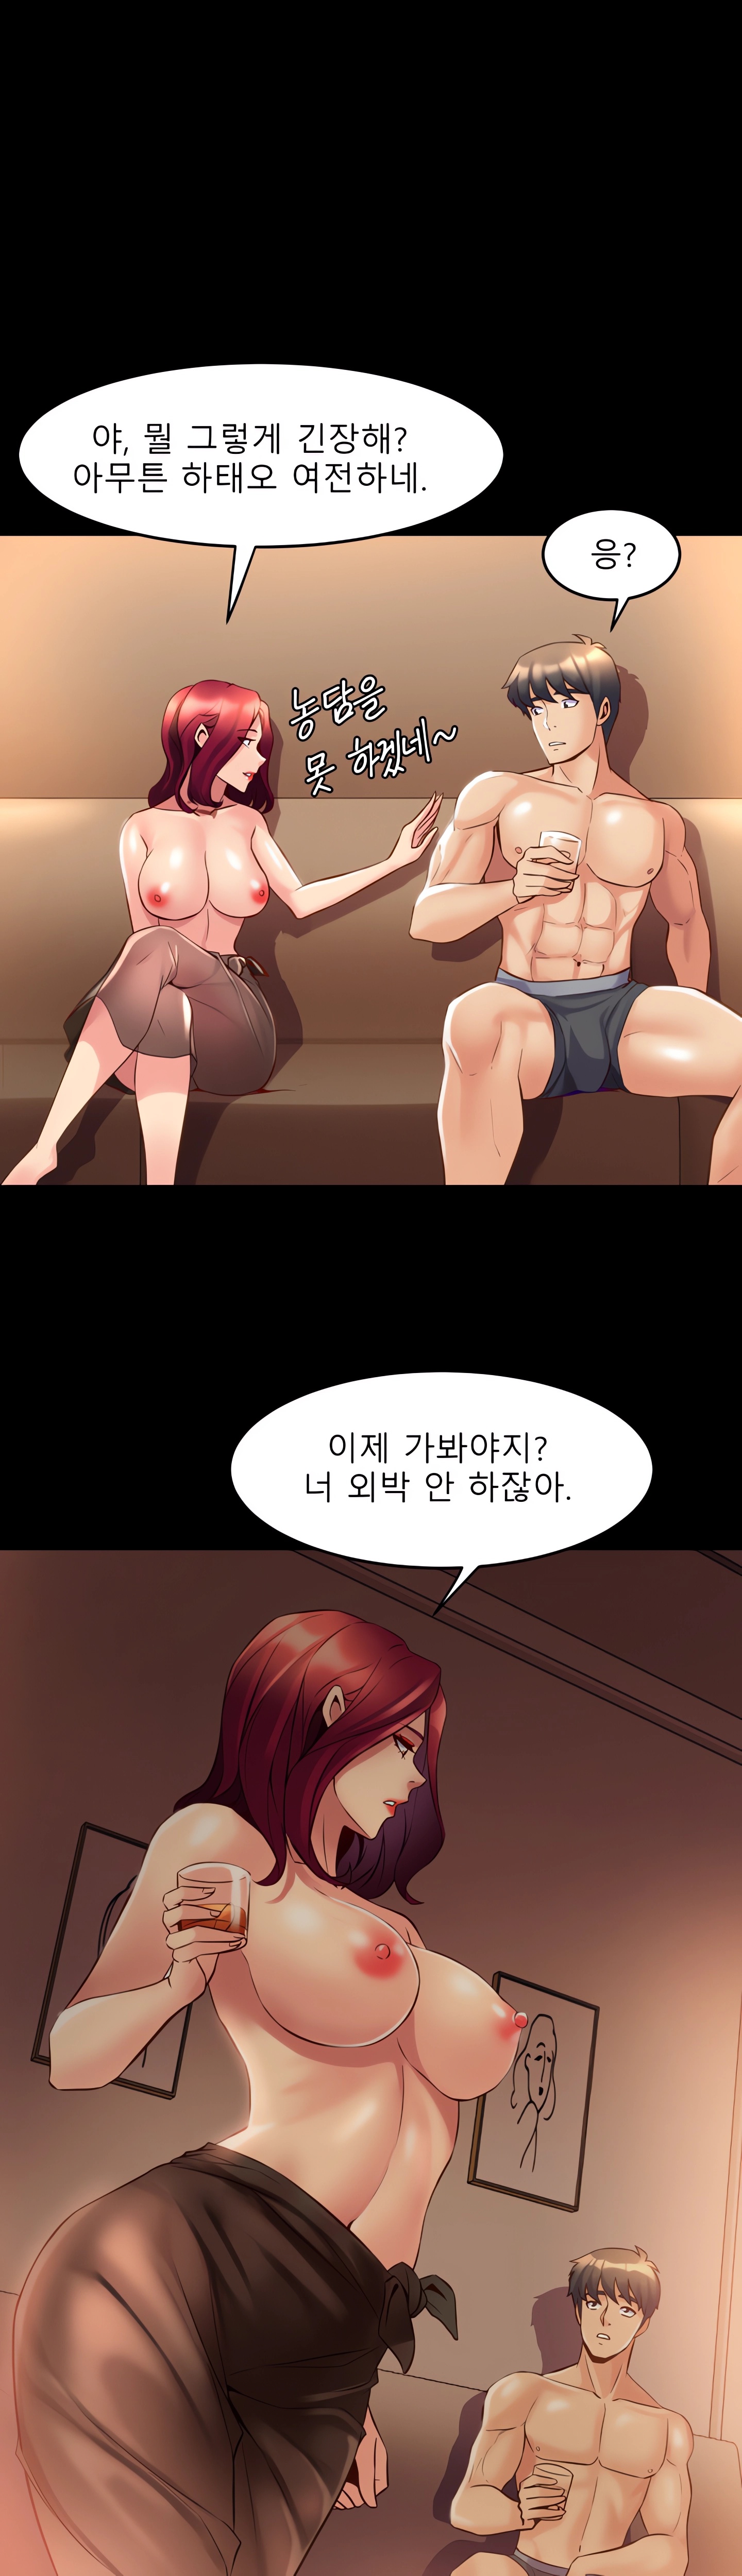 야, 뭘 그렇게 긴장해?
아무튼 하태오 여전하네.
응?
농담을
못 하겠네~
이제 가봐야지?
너 외박 안 하잖아.